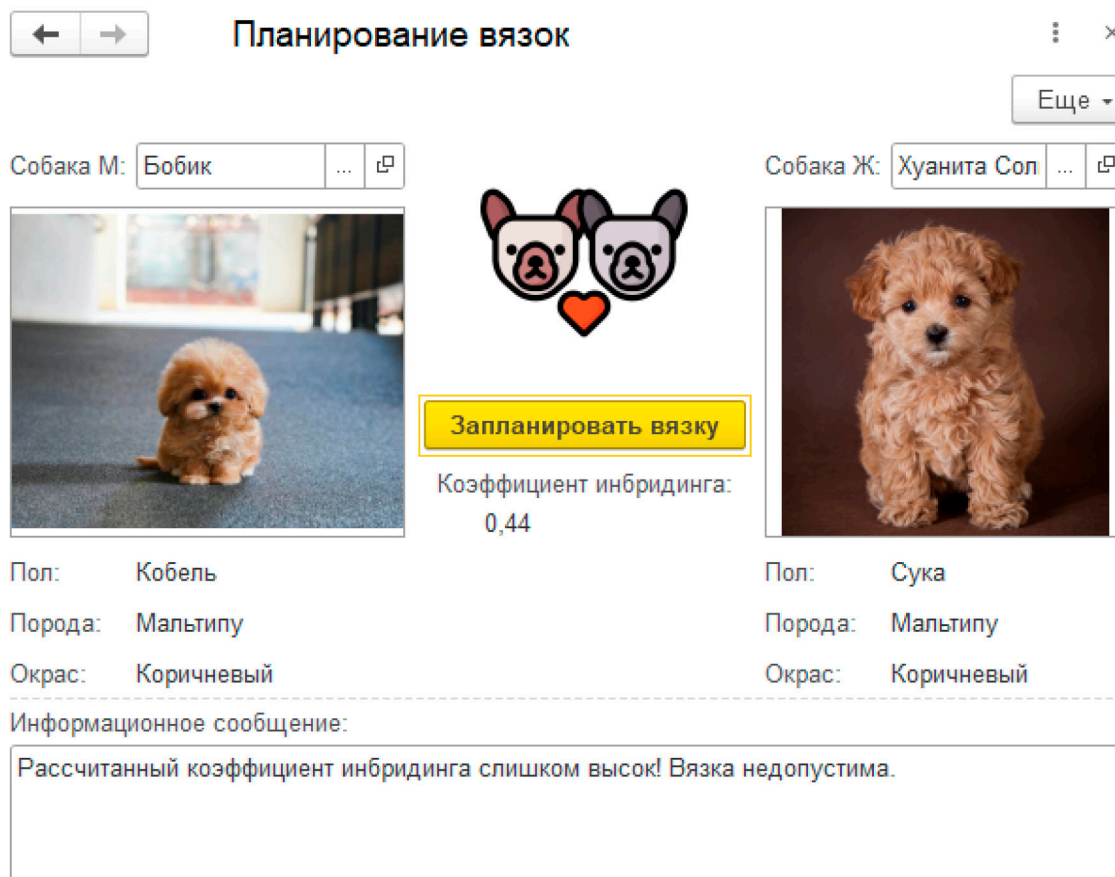 Планирование вязок
Еще
Собака М: Бобик ...
Собака Ж: Хуанита Сол ...
Запланировать вязку
Коэффициент инбридинга:
0,44
Пол: Кобель
Порода: Мальтипу
Окрас: Коричневый
Пол: Сука
Порода: Мальтипу
Окрас: Коричневый
Информационное сообщение:
Рассчитанный коэффициент инбридинга слишком высок! Вязка недопустима.